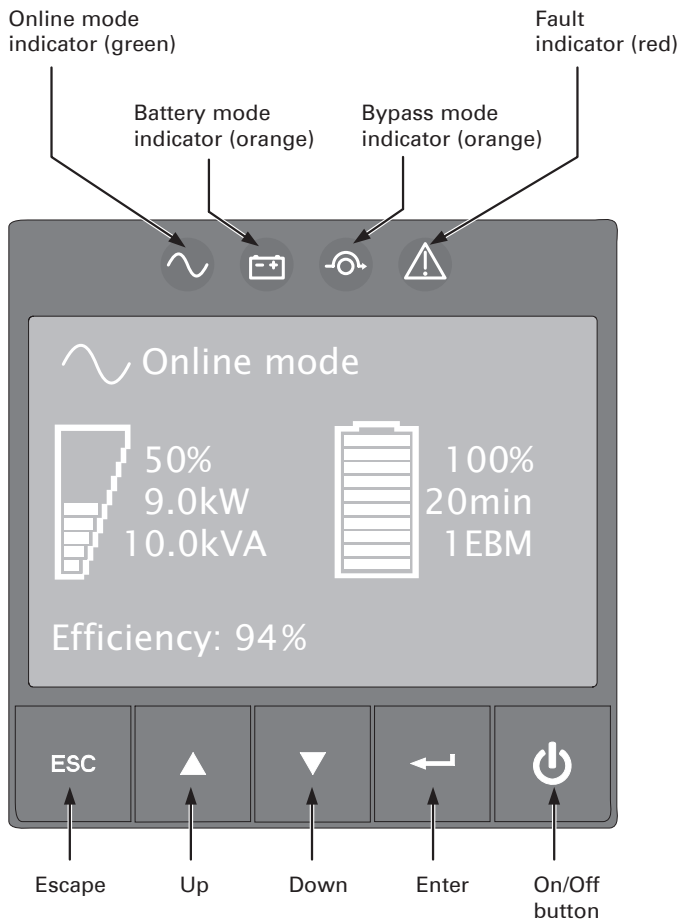 Online mode
indicator (green)
Fault
indicator (red)
Battery mode
indicator (orange)
Bypass mode
indicator (orange)
Online mode
50%
9.0kW
10.0kVA
100%
20min
1EBM
Efficiency: 94%
ESC
Escape
Up
Down
Enter
On/Off
button